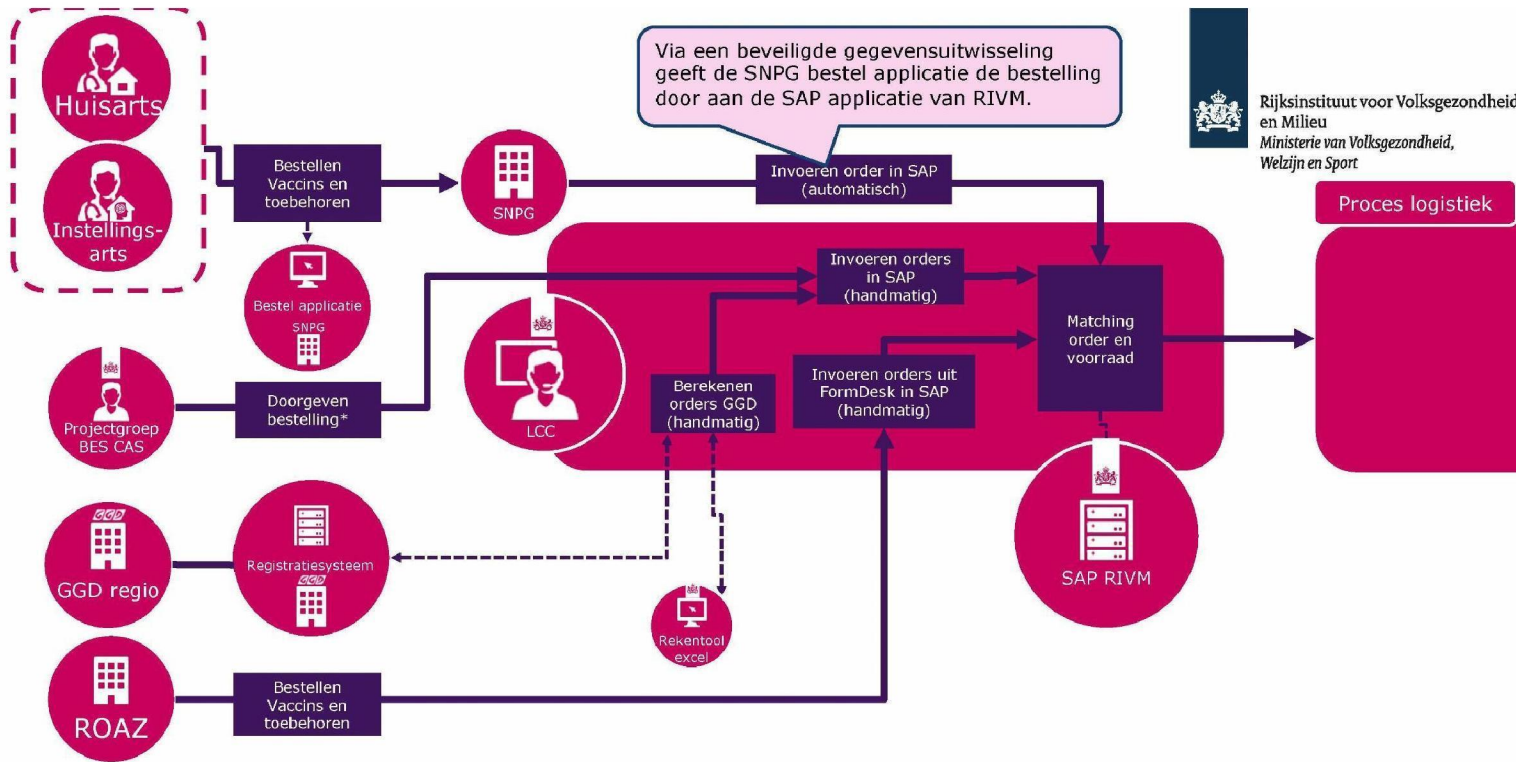 Huisarts
Instellings-
arts
Bestellen
Vaccins en
toebehoren
SNPG
Via een beveiligde gegevensuitwisseling
geeft de SNPG bestel applicatie de bestelling
door aan de SAP applicatie van RIVM.
Invoeren order in SAP
(automatisch)
Rijksinstituut voor Volksgezondheid
en Milieu
Ministerie van Volksgezondheid,
Welzijn en Sport
Proces logistiek
Bestel applicatie
SNPG
Invoeren orders
in SAP
(handmatig)
Matching
order en
voorraad
LCC
Berekenen
orders GGD
(handmatig)
Invoeren orders uit
FormDesk in SAP
(handmatig)
Projectgroep
BES CAS
Doorgeven
bestelling*
GGD
GGD regio
Registratiesysteem
GGD
Rekentool
excel
SAP RIVM
ROAZ
Bestellen
Vaccins en
toebehoren